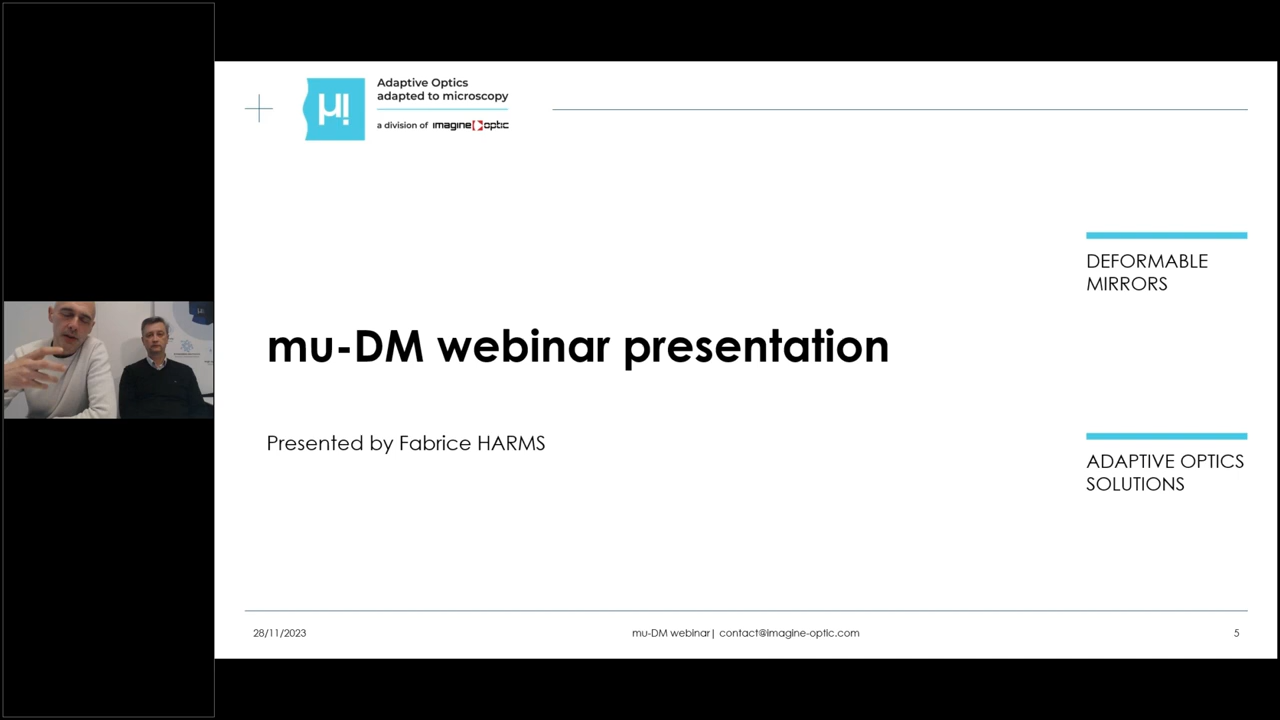 µ!
Adaptive Optics
adapted to microscopy
a division of imagine optic
DEFORMABLE
MIRRORS
mu-DM webinar presentation
Presented by Fabrice HARMS
ADAPTIVE OPTICS
SOLUTIONS
28/11/2023
mu-DM webinar| contact@imagine-optic.com
5